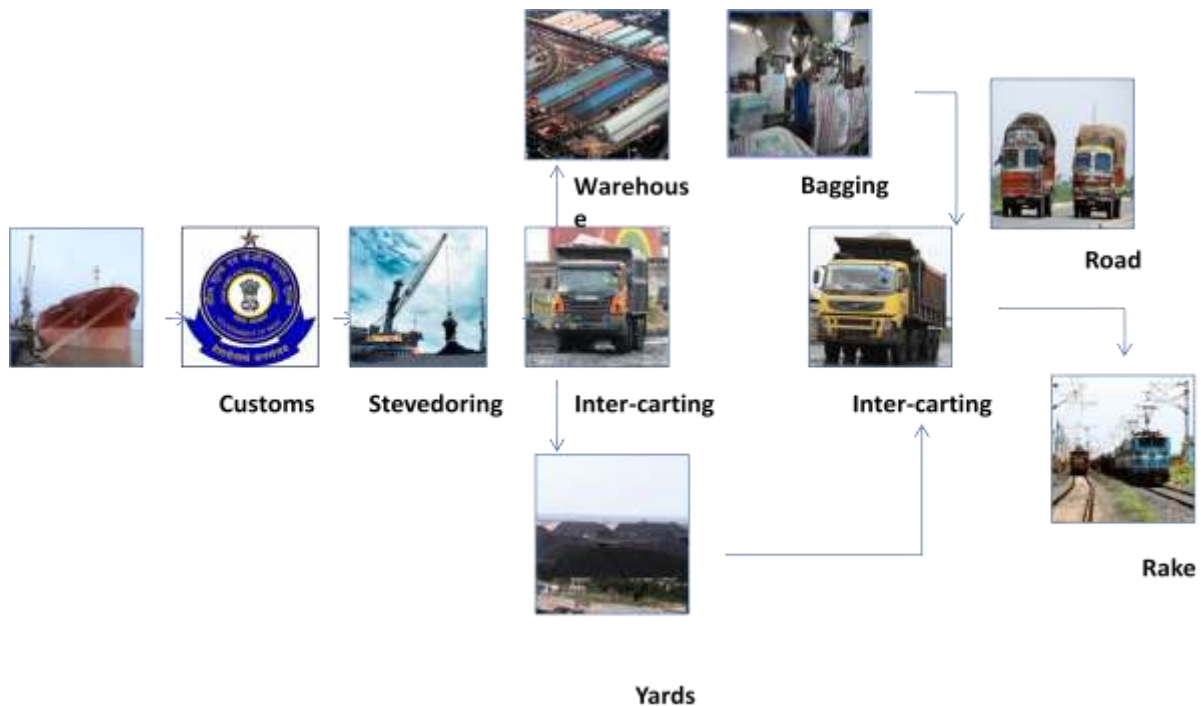 Warehous
e
Bagging
Road
Customs
Stevedoring
Inter-carting
Inter-carting
Rake
Yards